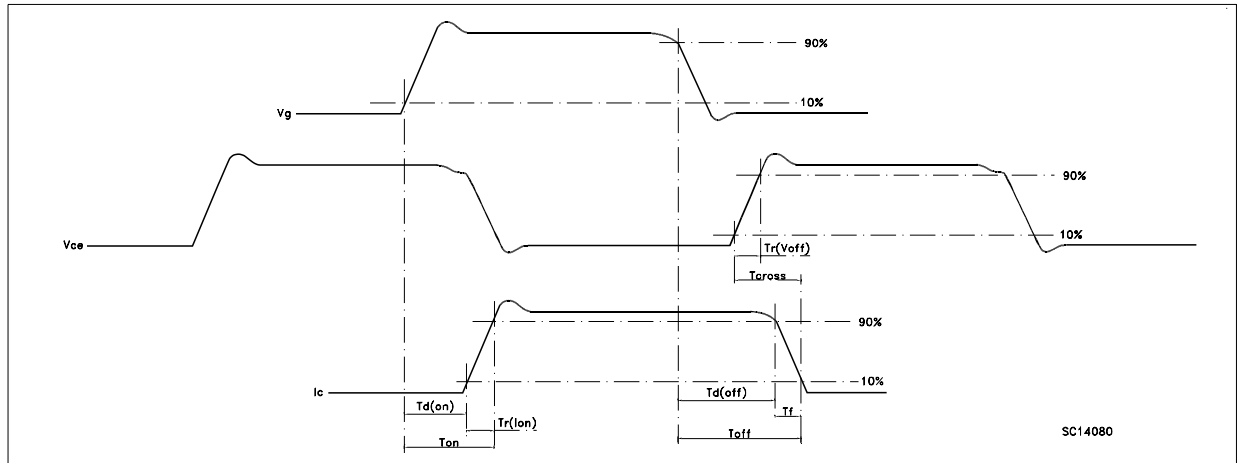 90%
10%
Vg
90%
Vce
10%
Tr(Voff)
Tcross
90%
10%
Ic
Td(on)
Td(off)
Tr(Ion)
Tf
Ton
Toff
SC14080